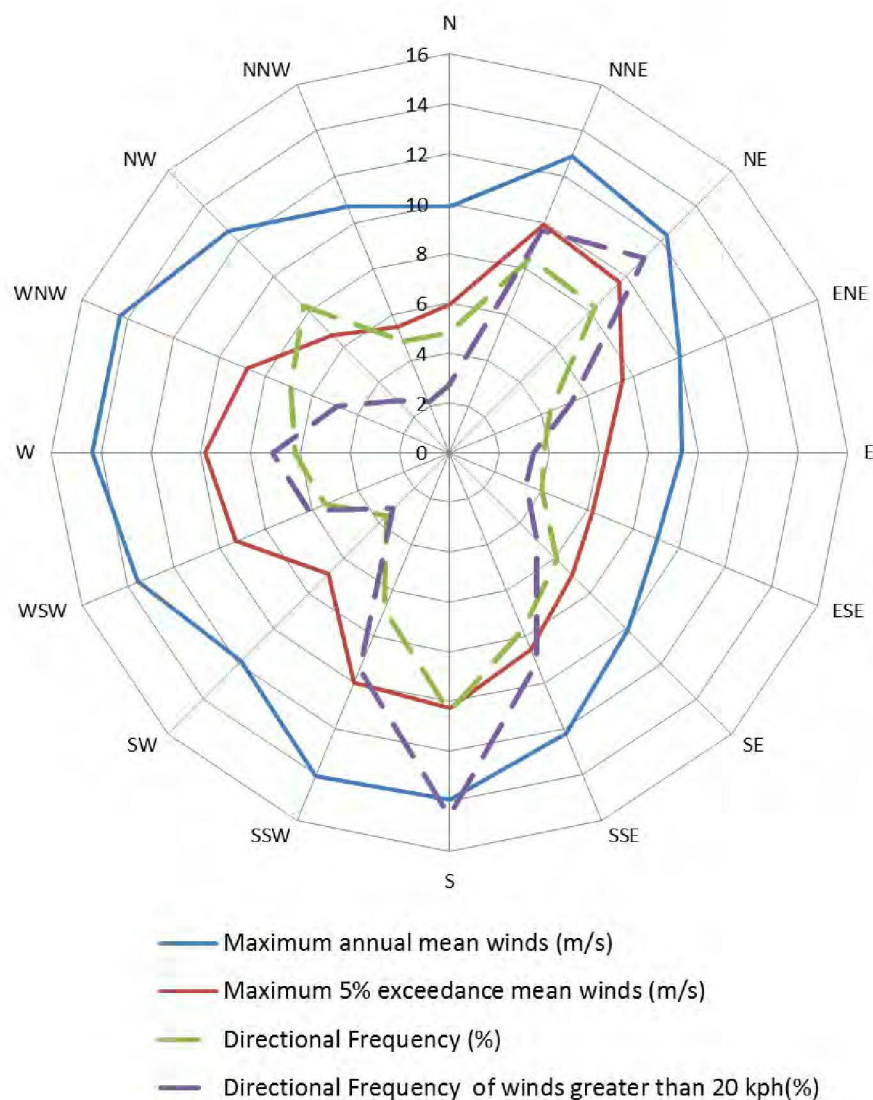 N
NNW
NNE
NW
NE
WNW
ENE
W
E
WSW
ESE
SW
SE
SSW
SSE
S
16
14
12
10
8
6
4
2
0
Maximum annual mean winds (m/s)
Maximum 5% exceedance mean winds (m/s)
Directional Frequency (%)
Directional Frequency of winds greater than 20 kph(%)